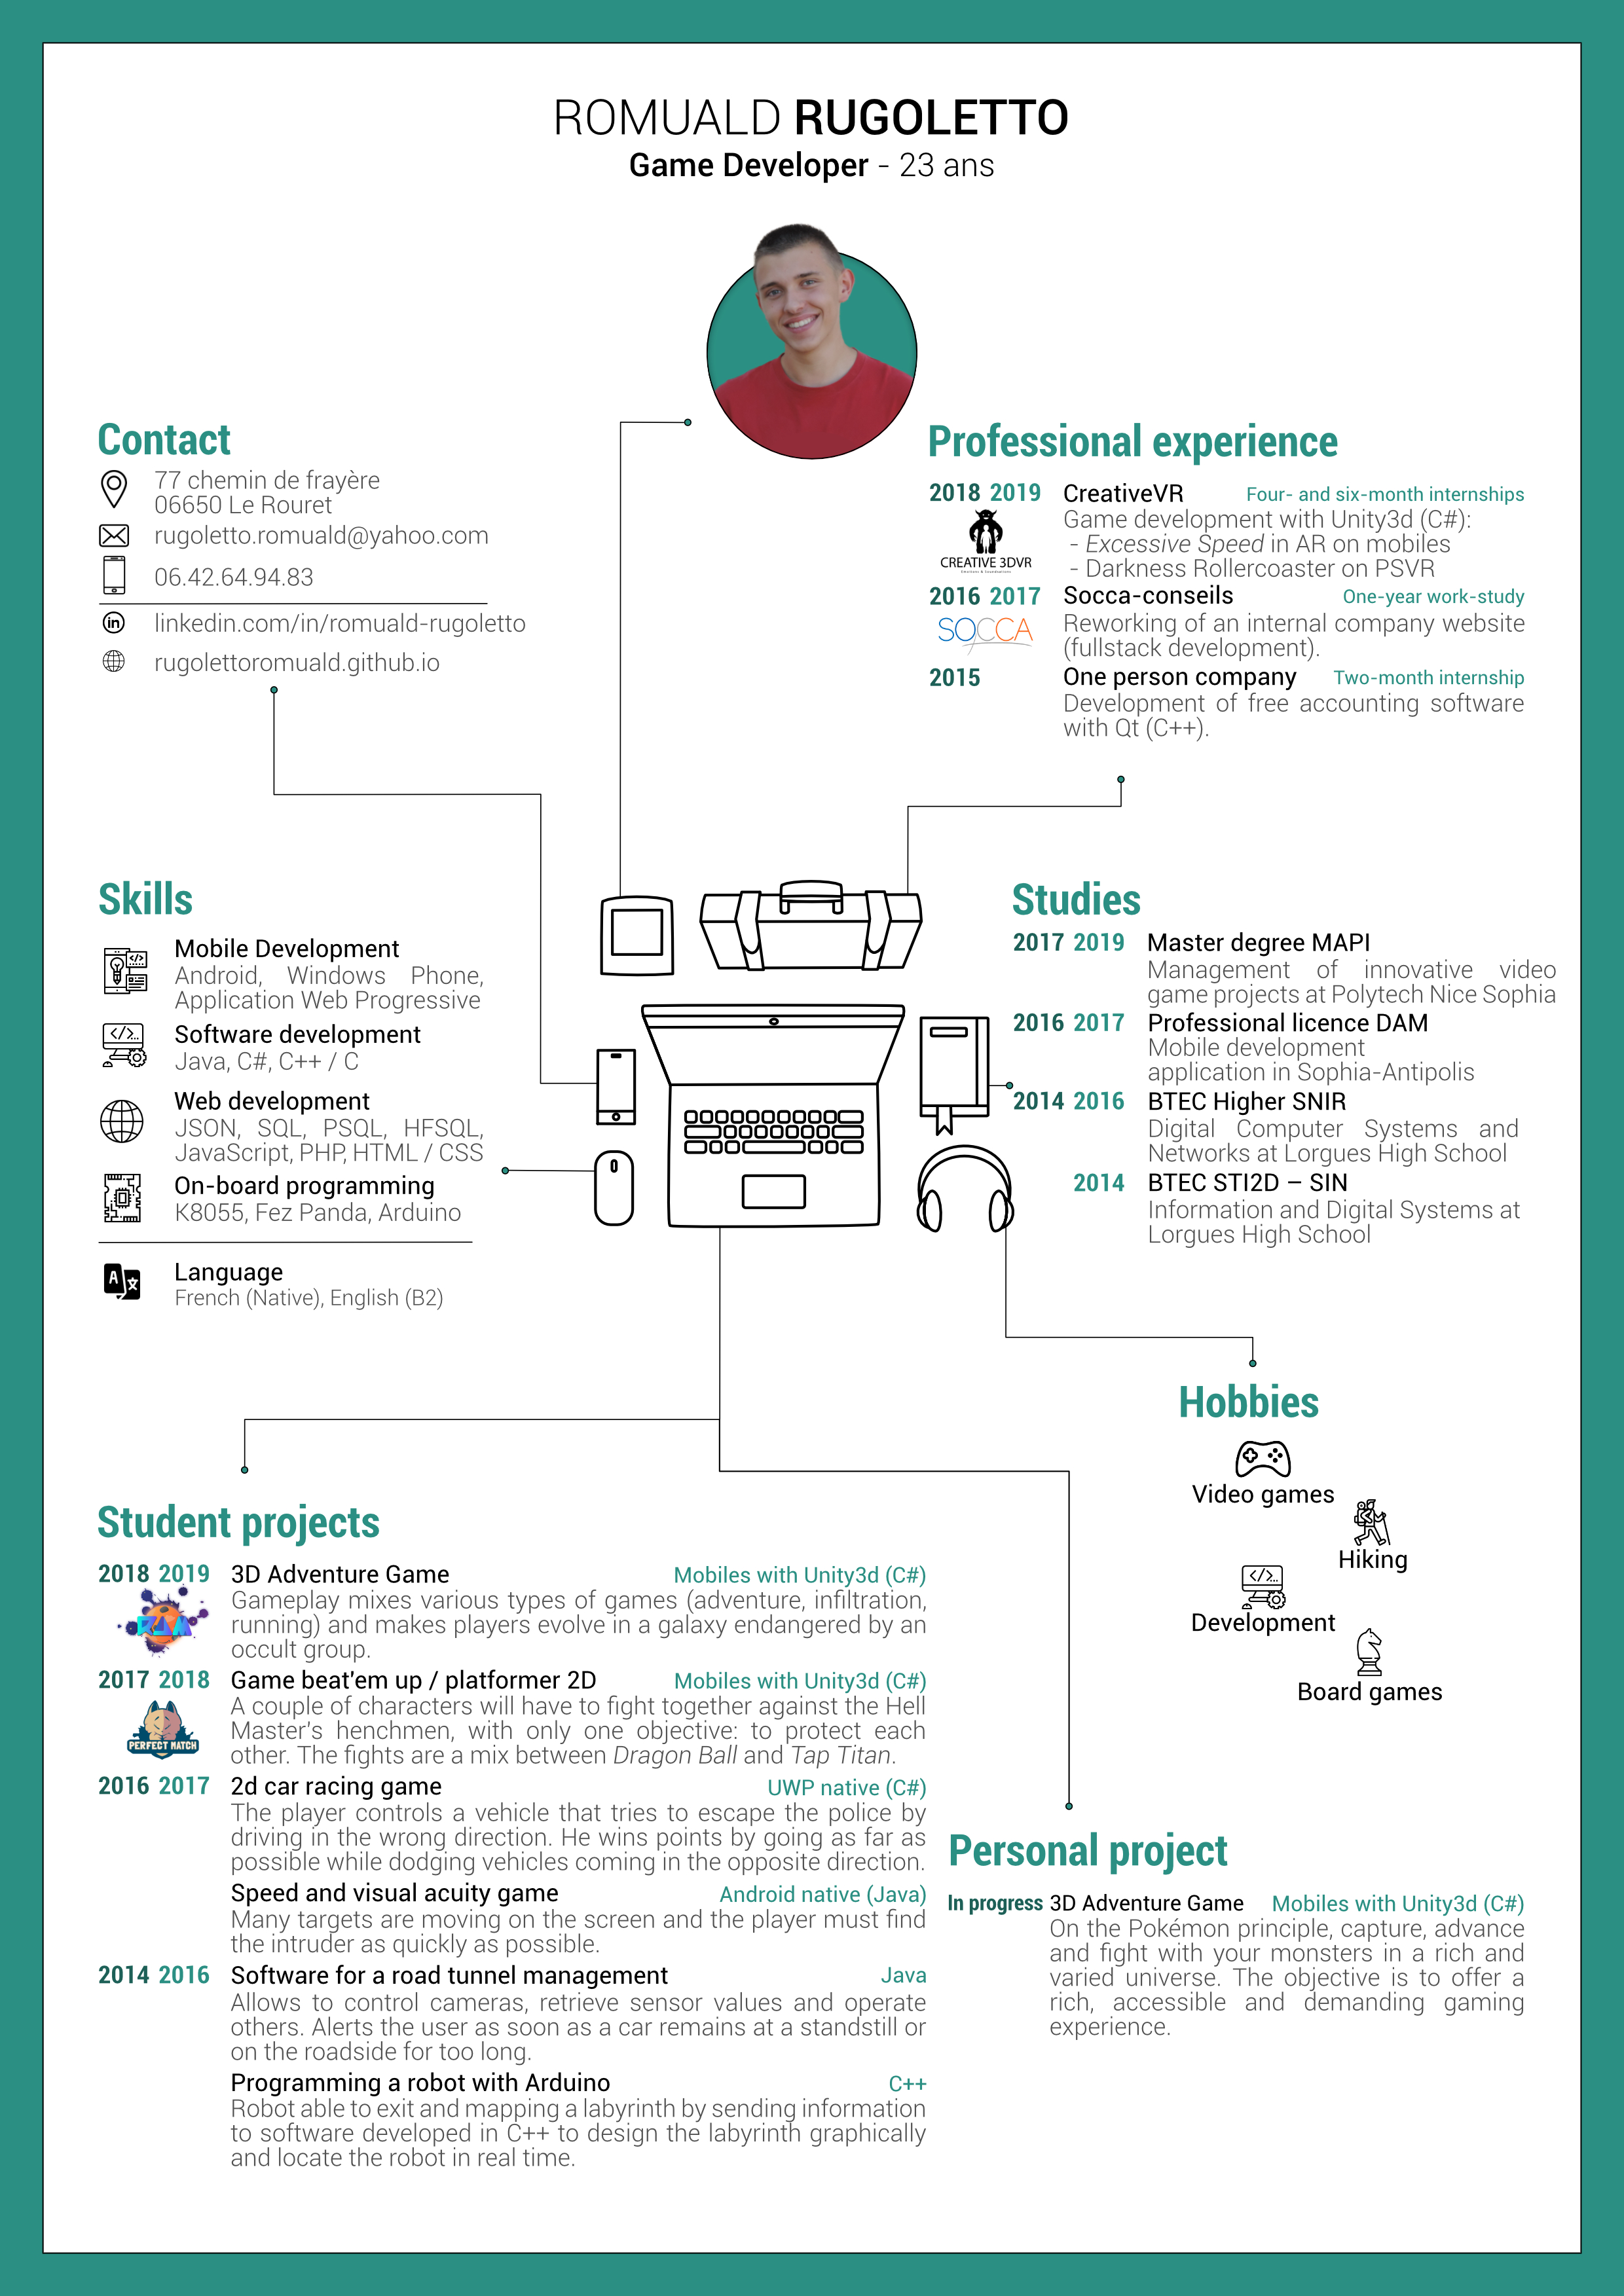 ROMUALD RUGOLETTO
Game Developer - 23 ans
Contact
77 chemin de frayère
06650 Le Rouret
rugoletto.romuald@yahoo.com
06.42.64.94.83
linkedin.com/in/romuald-rugoletto
rugolettoromuald.github.io
Professional experience
2018 2019 CreativeVR Four- and six-month internships
Game development with Unity3d (C#):
- Excessive Speed in AR on mobiles
CREATIVE 3DVR
- Darkness Rollercoaster on PSVR
2016 2017 Socca-conseils One-year work-study
SOCCA
Reworking of an internal company website
(fullstack development).
2015 One person company Two-month internship
Development of free accounting software
with Qt (C++).
Skills
Mobile Development
Android, Windows Phone,
Application Web Progressive
Software development
Java, C#, C++ / C
Web development
JSON, SQL, PSQL, HFSQL,
JavaScript, PHP, HTML / CSS
On-board programming
K8055, Fez Panda, Arduino
Language
French (Native), English (B2)
Studies
2017 2019 Master degree MAPI
Management of innovative video
game projects at Polytech Nice Sophia
2016 2017 Professional licence DAM
Mobile development
application in Sophia-Antipolis
2014 2016 BTEC Higher SNIR
Digital Computer Systems and
Networks at Lorgues High School
2014 BTEC STI2D – SIN
Information and Digital Systems at
Lorgues High School
Hobbies
Video games
Hiking
Development
Board games
Student projects
2018 2019 3D Adventure Game Mobiles with Unity3d (C#)
Gameplay mixes various types of games (adventure, infiltration,
running) and makes players evolve in a galaxy endangered by an
occult group.
2017 2018 Game beat'em up / platformer 2D Mobiles with Unity3d (C#)
A couple of characters will have to fight together against the Hell
Master's henchmen, with only one objective: to protect each
PERFECT MATCH
other. The fights are a mix between Dragon Ball and Tap Titan.
2016 2017 2d car racing game UWP native (C#)
The player controls a vehicle that tries to escape the police by
driving in the wrong direction. He wins points by going as far as
possible while dodging vehicles coming in the opposite direction.
Speed and visual acuity game Android native (Java)
Many targets are moving on the screen and the player must find
the intruder as quickly as possible.
2014 2016 Software for a road tunnel management Java
Allows to control cameras, retrieve sensor values and operate
others. Alerts the user as soon as a car remains at a standstill or
on the roadside for too long.
Programming a robot with Arduino C++
Robot able to exit and mapping a labyrinth by sending information
to software developed in C++ to design the labyrinth graphically
and locate the robot in real time.
Personal project
In progress 3D Adventure Game Mobiles with Unity3d (C#)
On the Pokémon principle, capture, advance
and fight with your monsters in a rich and
varied universe. The objective is to offer a
rich, accessible and demanding gaming
experience.